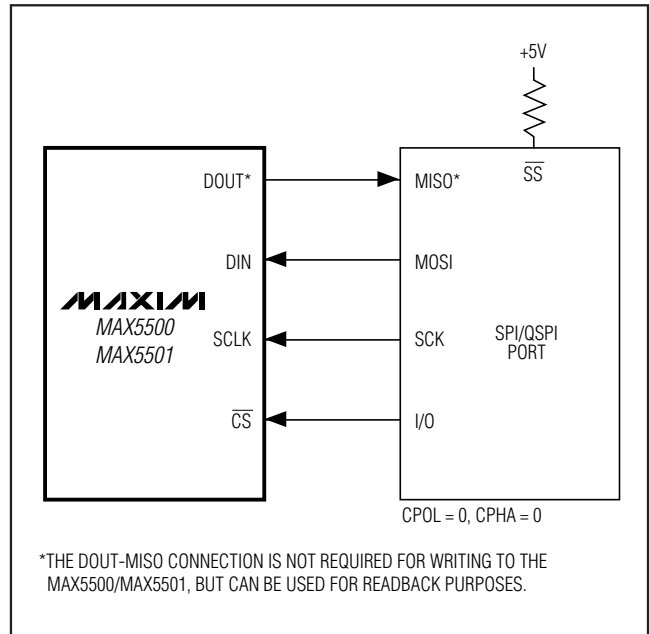 +5V
SS
DOUT*
MISO*
DIN
MOSI
MAXIM
MAX5500
MAX5501
SCLK
SCK
SPI/QSPI
PORT
CS
I/O
CPOL = 0, CPHA = 0
*THE DOUT-MISO CONNECTION IS NOT REQUIRED FOR WRITING TO THE
MAX5500/MAX5501, BUT CAN BE USED FOR READBACK PURPOSES.